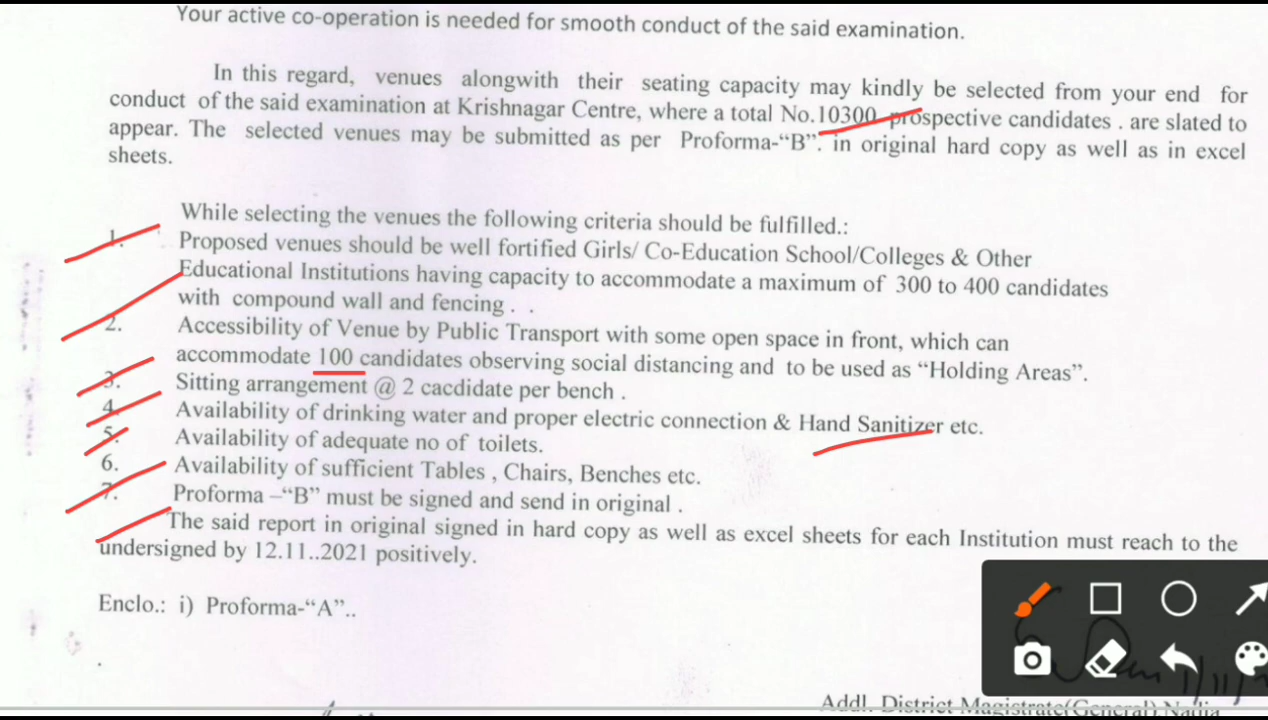 Your active co-operation is needed for smooth conduct of the said examination.
In this regard, venues alongwith their seating capacity may kindly be selected from your end for
conduct of the said examination at Krishnagar Centre, where a total No.10300 prospective candidates . are slated to
appear. The selected venues may be submitted as per Proforma-“B”. in original hard copy as well as in excel
sheets.
While selecting the venues the following criteria should be fulfilled.:
1. Proposed venues should be well fortified Girls/ Co-Education School/Colleges & Other
Educational Institutions having capacity to accommodate a maximum of 300 to 400 candidates
with compound wall and fencing . .
2. Accessibility of Venue by Public Transport with some open space in front, which can
accommodate 100 candidates observing social distancing and to be used as “Holding Areas”.
3. Sitting arrangement @ 2 cacdidate per bench .
4. Availability of drinking water and proper electric connection & Hand Sanitizer etc.
5. Availability of adequate no of toilets.
6. Availability of sufficient Tables , Chairs, Benches etc.
7. Proforma –“B” must be signed and send in original .
The said report in original signed in hard copy as well as excel sheets for each Institution must reach to the
undersigned by 12.11..2021 positively.
Enclo.: i) Proforma-“A”..
Addl. District Magistrate(General) Nadia